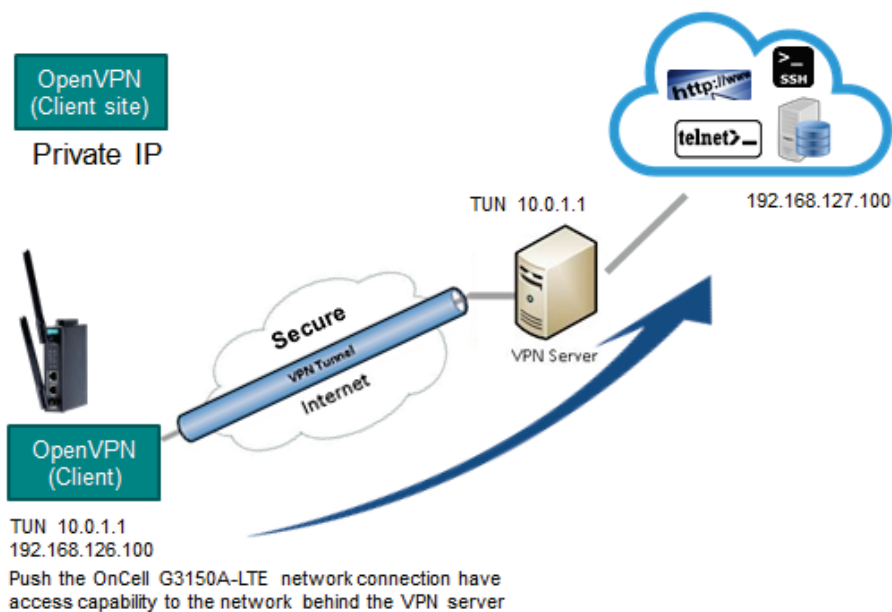 OpenVPN
(Client site)
Private IP
http://www
>_
SSH
telnet>_
192.168.127.100
TUN 10.0.1.1
VPN Server
Secure
VPN Tunnel
Internet
OpenVPN
(Client)
TUN 10.0.1.1
192.168.126.100
Push the OnCell G3150A-LTE network connection have
access capability to the network behind the VPN server